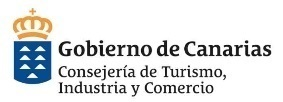 Gobierno de Canarias
Consejería de Turismo,
Industria y Comercio